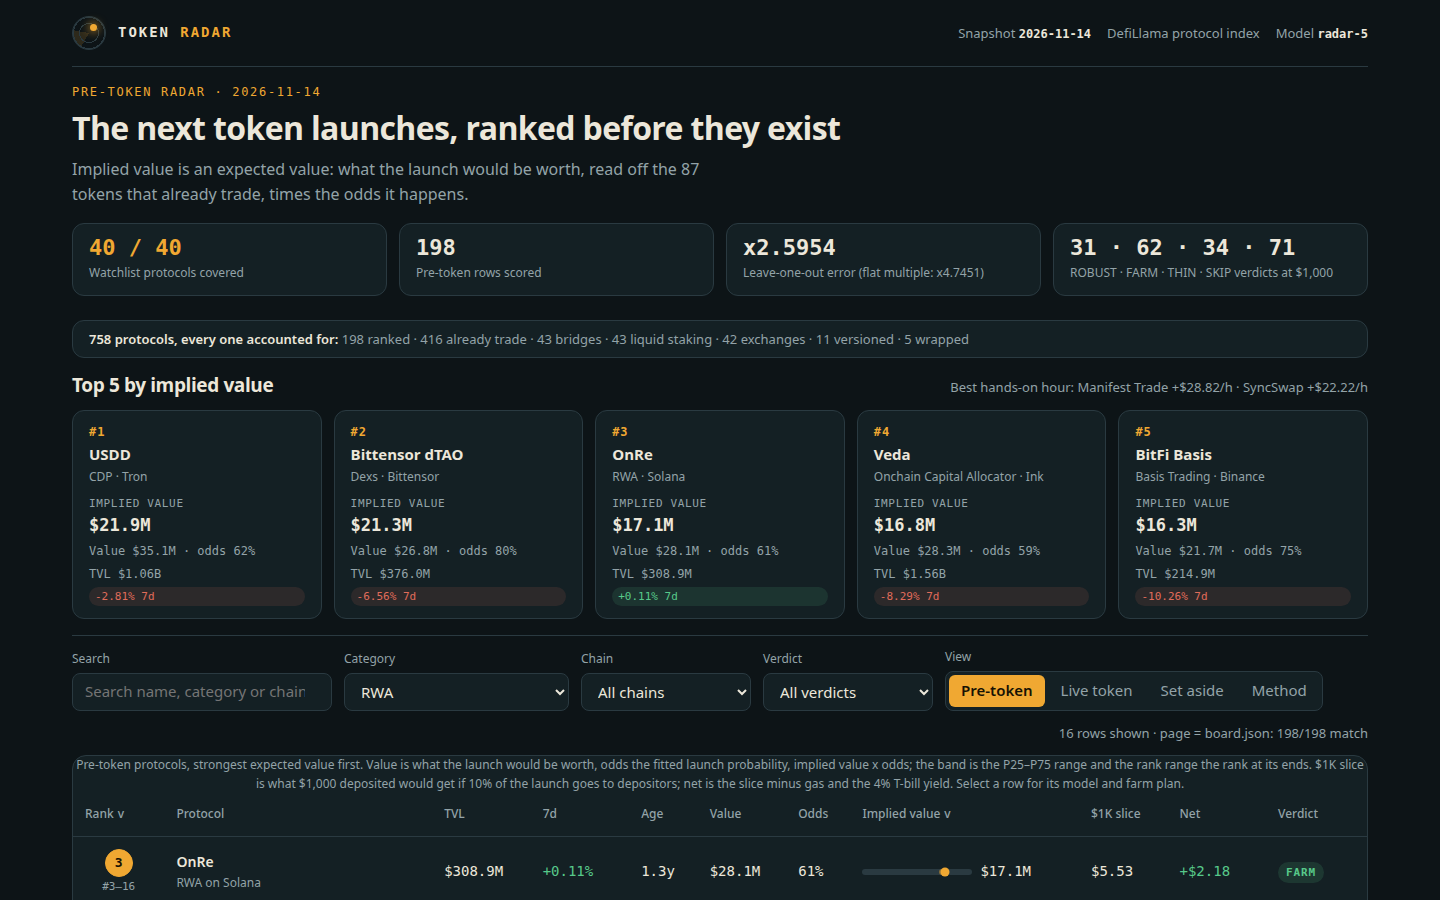 TOKEN RADAR
Snapshot 2026-11-14 DefiLlama protocol index Model radar-5
PRE-TOKEN RADAR · 2026-11-14
The next token launches, ranked before they exist
Implied value is an expected value: what the launch would be worth, read off the 87
tokens that already trade, times the odds it happens.
40 / 40
Watchlist protocols covered
198
Pre-token rows scored
x2.5954
Leave-one-out error (flat multiple: x4.7451)
31 · 62 · 34 · 71
ROBUST · FARM · THIN · SKIP verdicts at $1,000
758 protocols, every one accounted for: 198 ranked · 416 already trade · 43 bridges · 43 liquid staking · 42 exchanges · 11 versioned · 5 wrapped
Top 5 by implied value
Best hands-on hour: Manifest Trade +$28.82/h · SyncSwap +$22.22/h
#1
USDD
CDP · Tron
IMPLIED VALUE
$21.9M
Value $35.1M · odds 62%
TVL $1.06B
-2.81% 7d
#2
Bittensor dTAO
Dexs · Bittensor
IMPLIED VALUE
$21.3M
Value $26.8M · odds 80%
TVL $376.0M
-6.56% 7d
#3
OnRe
RWA · Solana
IMPLIED VALUE
$17.1M
Value $28.1M · odds 61%
TVL $308.9M
+0.11% 7d
#4
Veda
Onchain Capital Allocator · Ink
IMPLIED VALUE
$16.8M
Value $28.3M · odds 59%
TVL $1.56B
-8.29% 7d
#5
BitFi Basis
Basis Trading · Binance
IMPLIED VALUE
$16.3M
Value $21.7M · odds 75%
TVL $214.9M
-10.26% 7d
Search Category Chain Verdict View
Search name, category or chain RWA All chains All verdicts Pre-token Live token Set aside Method
16 rows shown · page = board.json: 198/198 match
Pre-token protocols, strongest expected value first. Value is what the launch would be worth, odds the fitted launch probability, implied value x odds; the band is the P25–P75 range and the rank range the rank at its ends. $1K slice
is what $1,000 deposited would get if 10% of the launch goes to depositors; net is the slice minus gas and the 4% T-bill yield. Select a row for its model and farm plan.
Rank v Protocol TVL 7d Age Value Odds Implied value v $1K slice Net Verdict
3 OnRe $308.9M +0.11% 1.3y $28.1M 61% $17.1M $5.53 +$2.18 FARM
#3–16 RWA on Solana